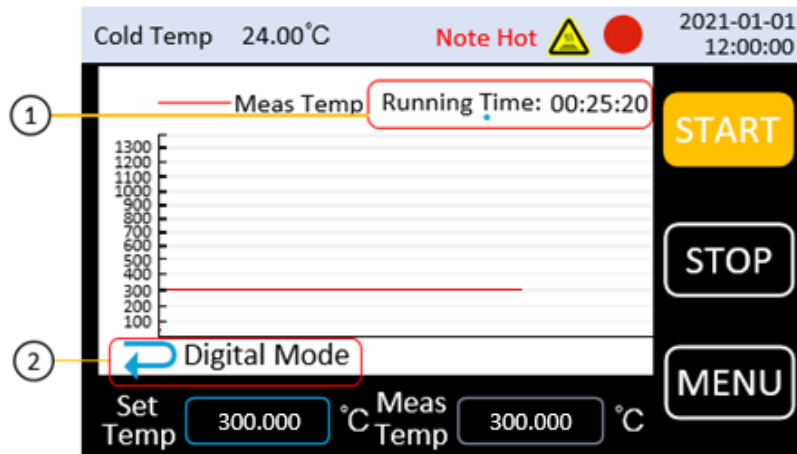 Cold Temp 24.00°C Note Hot 2021-01-01
12:00:00
1
Meas Temp Running Time: 00:25:20
START
1300
1200
1100
1000
900
800
700
600
500
400
300
200
100
STOP
2
Digital Mode
MENU
Set Temp 300.000 °C Meas Temp 300.000 °C